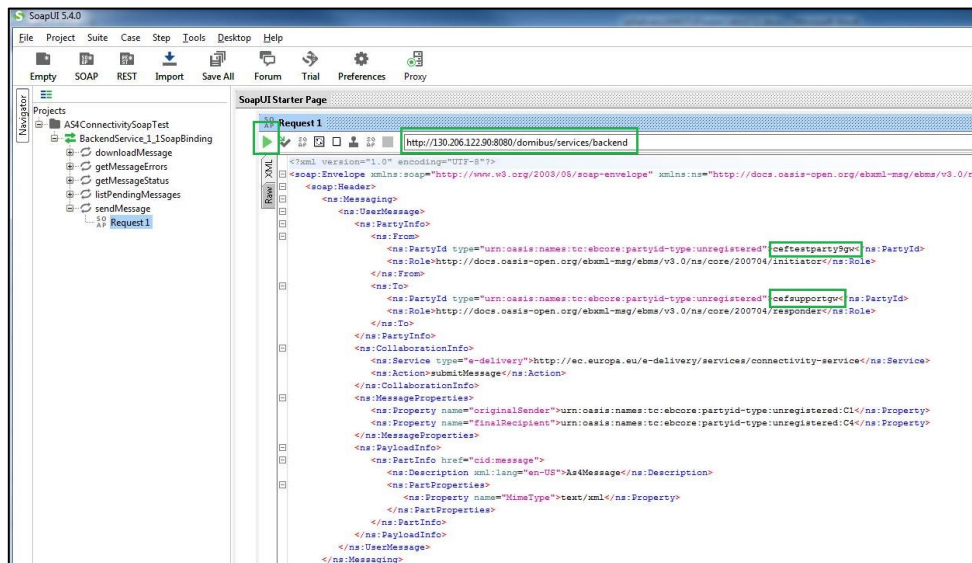 SoapUI 5.4.0
File Project Suite Case Step Tools Desktop Help
Empty SOAP REST Import Save All Forum Trial Preferences Proxy
Navigator
Projects
AS4ConnectivitySoapTest
BackendService_1_1SoapBinding
downloadMessage
getMessageErrors
getMessageStatus
listPendingMessages
sendMessage
Request 1
SoapUI Starter Page
Request 1
http://130.206.122.90:8080/domibus/services/backend
XML
Raw
<?xml version="1.0" encoding="UTF-8"?>
<soap:Envelope xmlns:soap="http://www.w3.org/2003/05/soap-envelope" xmlns:ns="http://docs.oasis-open.org/ebxml-msg/ebms/v3.0/n
<soap:Header>
<ns:Messaging>
<ns:UserMessage>
<ns:PartyInfo>
<ns:From>
<ns:PartyId type="urn:oasis:names:tc:ebcore:partyid-type:unregistered">ceftestparty9gw</ns:PartyId>
<ns:Role>http://docs.oasis-open.org/ebxml-msg/ebms/v3.0/ns/core/200704/initiator</ns:Role>
</ns:From>
<ns:To>
<ns:PartyId type="urn:oasis:names:tc:ebcore:partyid-type:unregistered">cefsupportgw</ns:PartyId>
<ns:Role>http://docs.oasis-open.org/ebxml-msg/ebms/v3.0/ns/core/200704/responder</ns:Role>
</ns:To>
</ns:PartyInfo>
<ns:CollaborationInfo>
<ns:Service type="e-delivery">http://ec.europa.eu/e-delivery/services/connectivity-service</ns:Service>
<ns:Action>submitMessage</ns:Action>
</ns:CollaborationInfo>
<ns:MessageProperties>
<ns:Property name="originalSender">urn:oasis:names:tc:ebcore:partyid-type:unregistered:C1</ns:Property>
<ns:Property name="finalRecipient">urn:oasis:names:tc:ebcore:partyid-type:unregistered:C4</ns:Property>
</ns:MessageProperties>
<ns:PayloadInfo>
<ns:PartInfo href="cid:message">
<ns:Description xml:lang="en-US">As4Message</ns:Description>
<ns:PartProperties>
<ns:Property name="MimeType">text/xml</ns:Property>
</ns:PartProperties>
</ns:PartInfo>
</ns:PayloadInfo>
</ns:UserMessage>
</ns:Messaging>